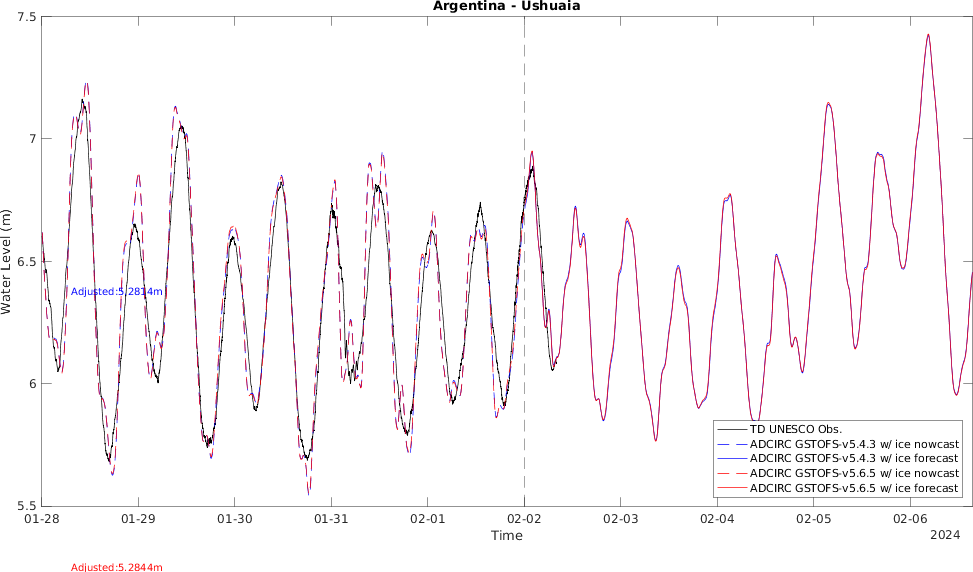 Argentina - Ushuaia
7.5
7
6.5
6
5.5
Water Level (m)
Adjusted:5.2814m
TD UNESCO Obs.
ADCIRC GSTOFS-v5.4.3 w/ ice nowcast
ADCIRC GSTOFS-v5.4.3 w/ ice forecast
ADCIRC GSTOFS-v5.6.5 w/ ice nowcast
ADCIRC GSTOFS-v5.6.5 w/ ice forecast
01-28 01-29 01-30 01-31 02-01 02-02 02-03 02-04 02-05 02-06
Time
2024
Adjusted:5.2844m